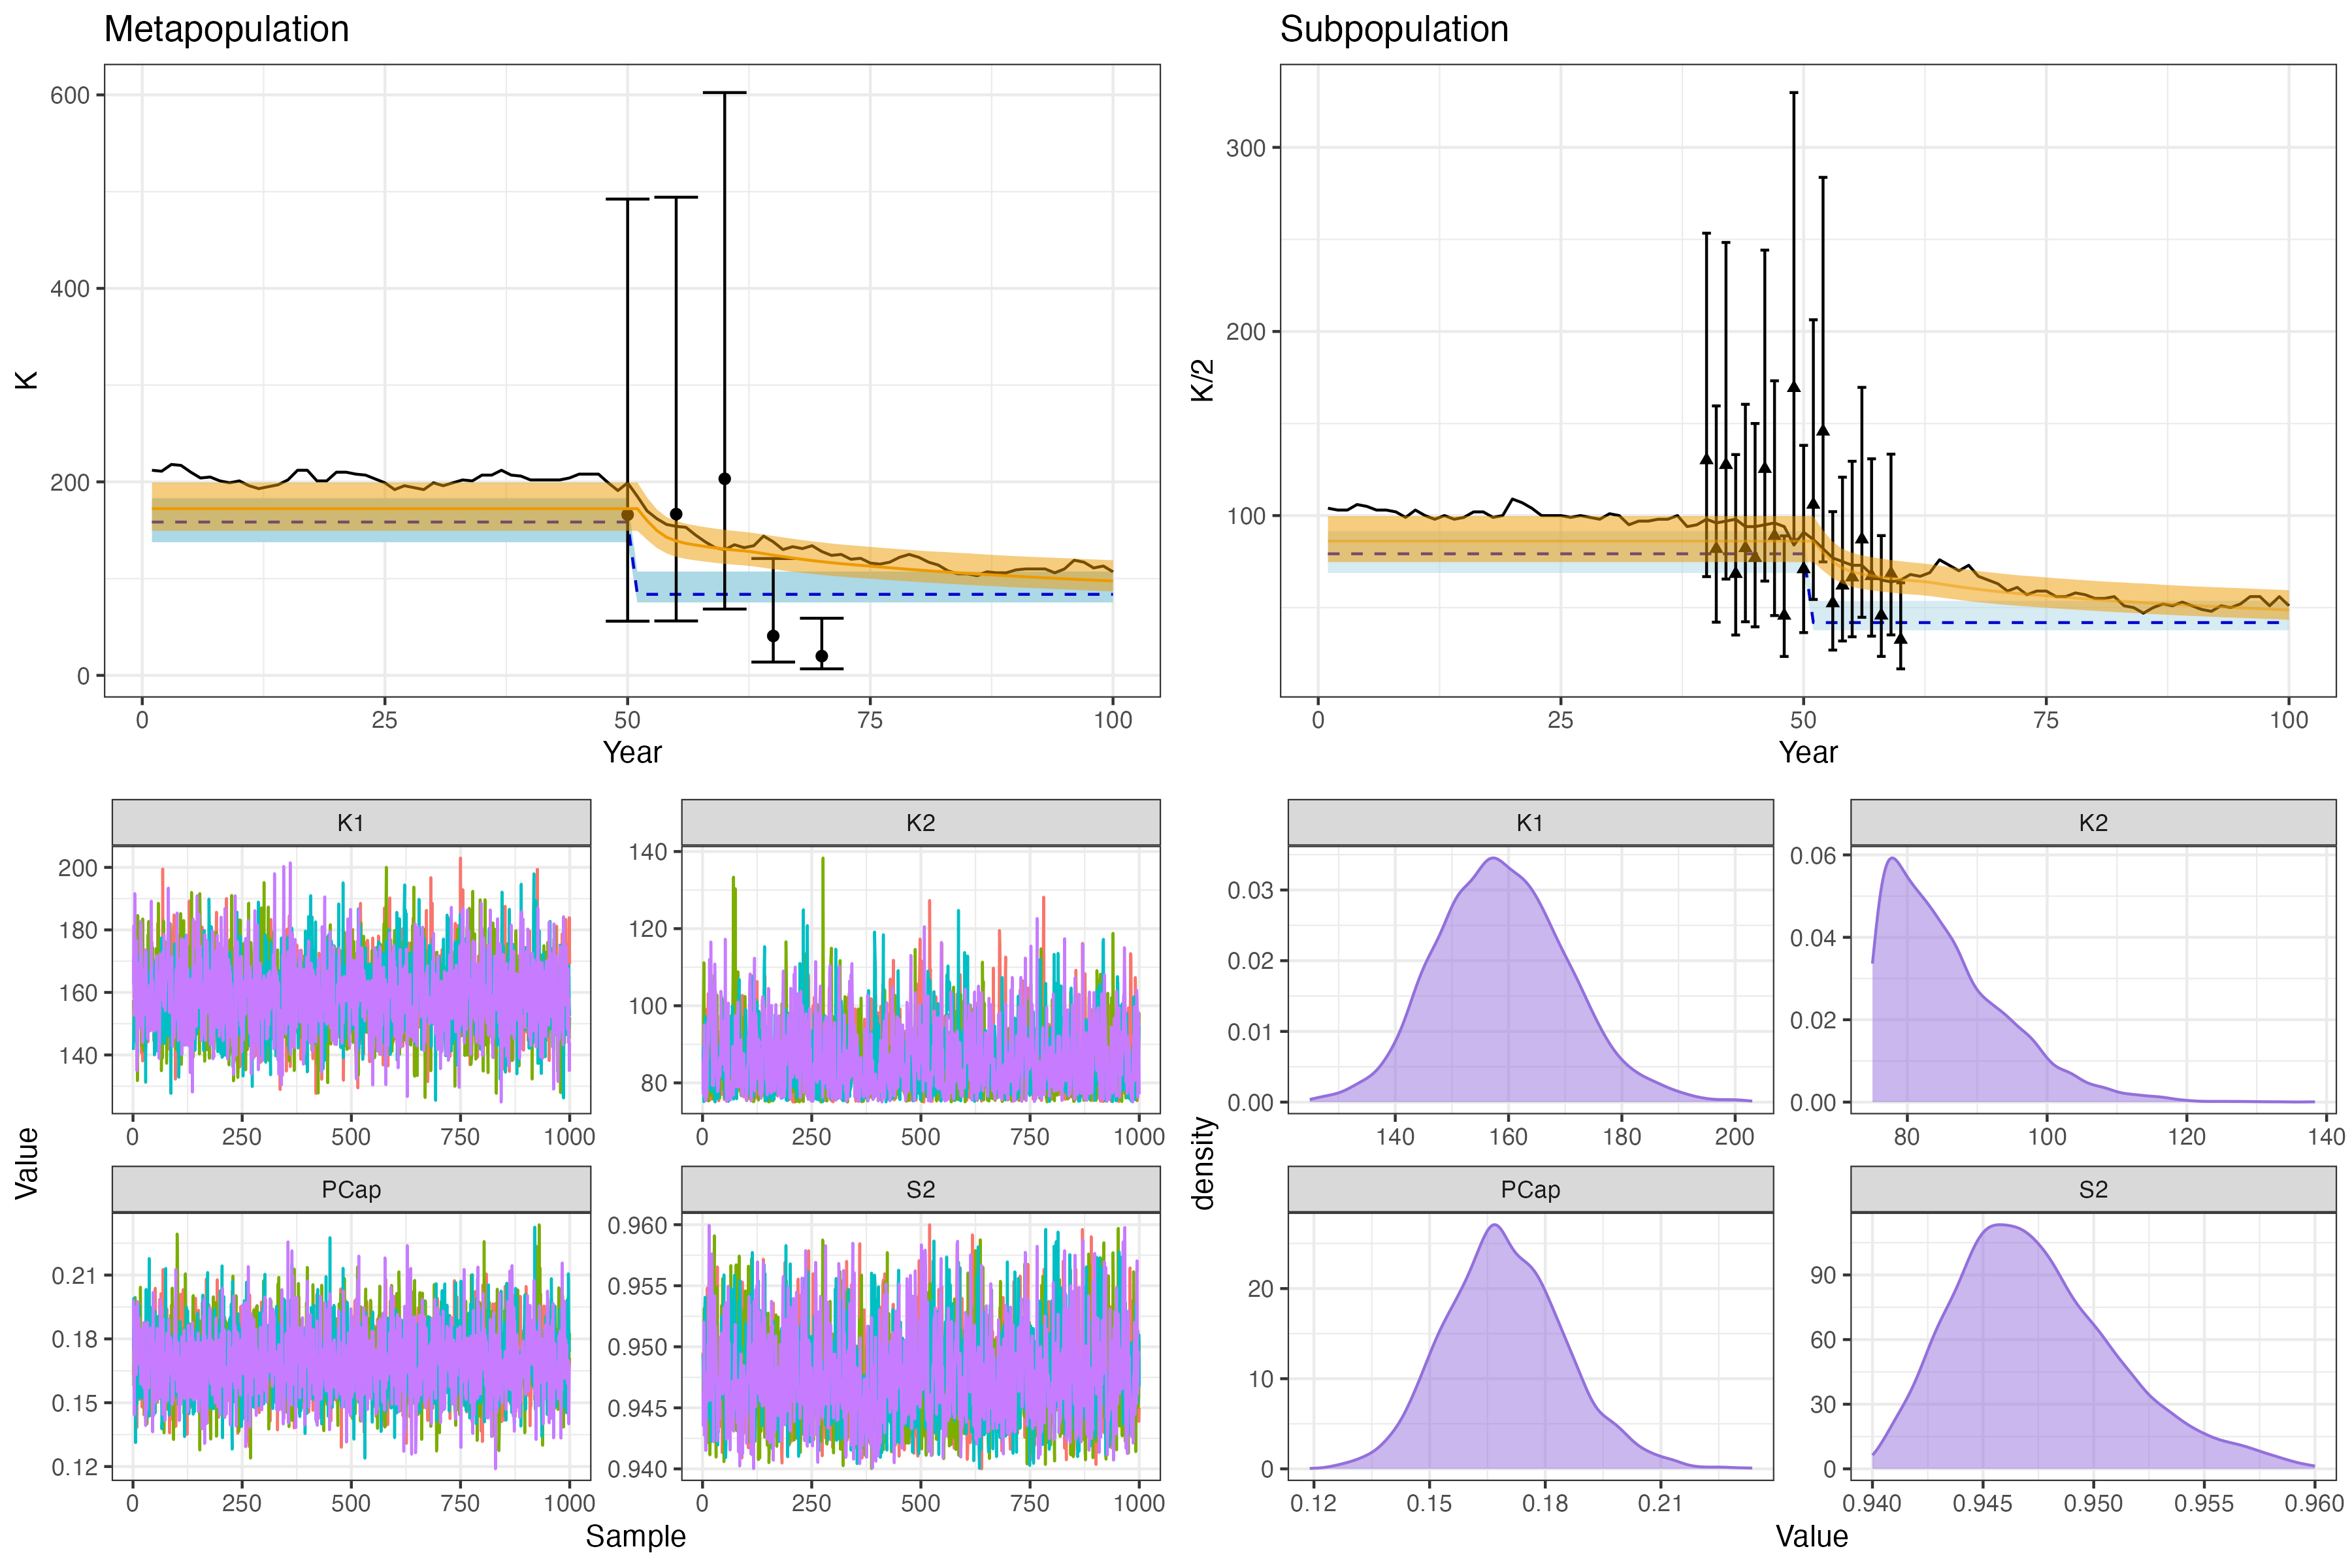 Metapopulation
Subpopulation
600
400
200
0
K
0 25 50 75 100
Year
300
200
100
K/2
0 25 50 75 100
Year
K1
K2
200
180
160
140
140
120
100
80
0 250 500 750 1000
0 250 500 750 1000
PCap
S2
0.21
0.18
0.15
0.12
0.960
0.955
0.950
0.945
0.940
0 250 500 750 1000
0 250 500 750 1000
Value
Sample
K1
K2
0.03
0.02
0.01
0.00
0.06
0.04
0.02
0.00
140 160 180 200
80 100 120 140
PCap
S2
20
10
0
90
60
30
0
0.12 0.15 0.18 0.21
0.940 0.945 0.950 0.955 0.960
density
Value